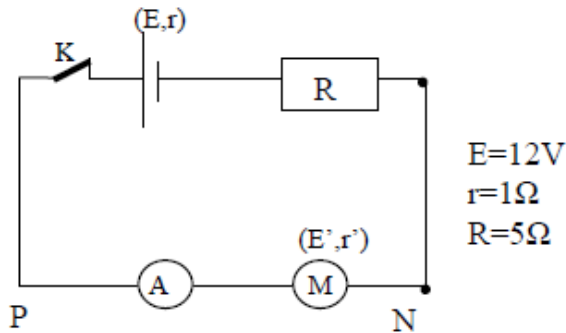 (E,r)
K
R
E=12V
r=1Ω
R=5Ω
(E’,r’)
A
M
P
N